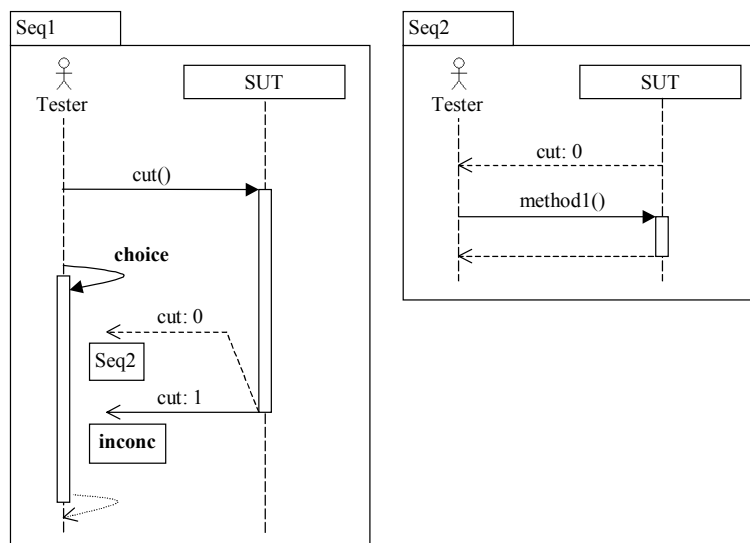 Seq1
SUT
Tester
cut()
choice
cut: 0
Seq2
cut: 1
inconc
Seq2
SUT
Tester
cut: 0
method1()